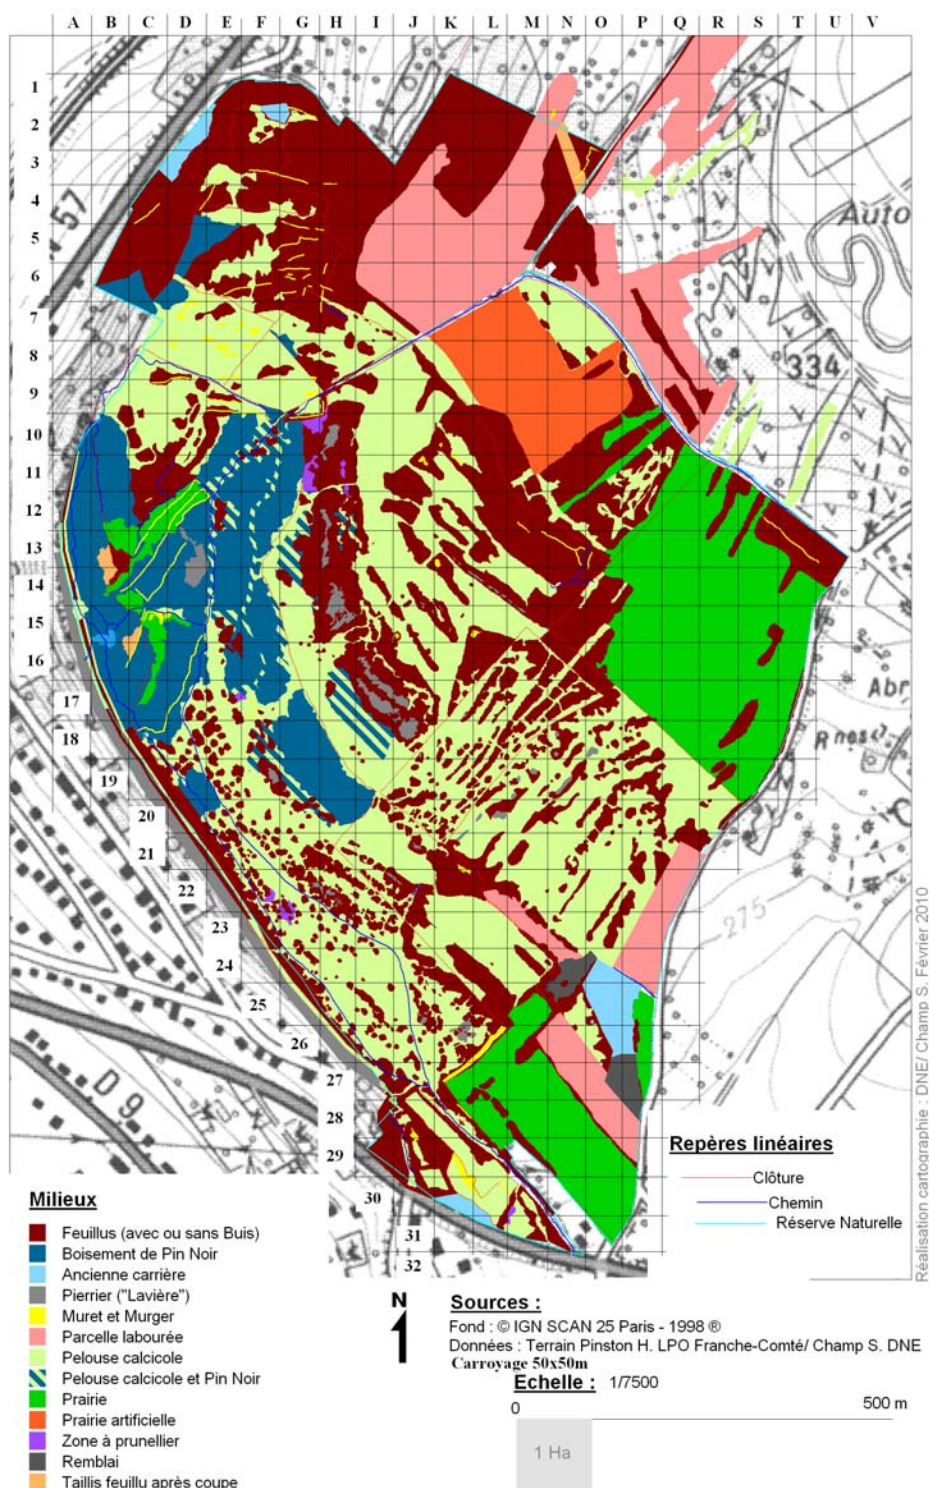 A B C D E F G H I J K L M N O P Q R S T U V
1
2
3
4
5
6
7
8
9
10
11
12
13
14
15
16
17
18
19
20
21
22
23
24
25
26
27
28
29
30
31
32
N 57
Auto
334
Abr
275
D 9
Réalisation cartographie : DNE/ Champ S. Février 2010
Repères linéaires
Clôture
Chemin
Réserve Naturelle
Milieux
Feuillus (avec ou sans Buis)
Boisement de Pin Noir
Ancienne carrière
Pierrier ("Lavière")
Muret et Murger
Parcelle labourée
Pelouse calcicole
Pelouse calcicole et Pin Noir
Prairie
Prairie artificielle
Zone à prunellier
Remblai
Taillis feuillu après coupe
N
Sources :
Fond : © IGN SCAN 25 Paris - 1998 ®
Données : Terrain Pinston H. LPO Franche-Comté/ Champ S. DNE
Carroyage 50x50m
Echelle : 1/7500
0 500 m
1 Ha